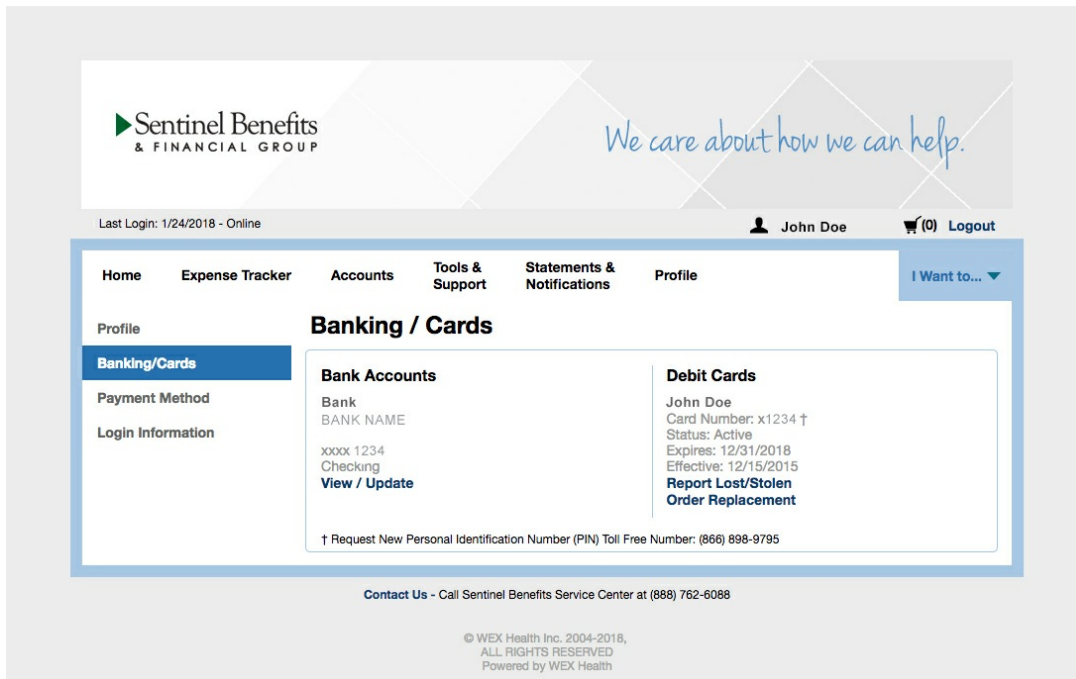 Sentinel Benefits
& FINANCIAL GROUP
We care about how we can help.
Last Login: 1/24/2018 - Online
John Doe
(0) Logout
Home Expense Tracker Accounts Tools & Support Statements & Notifications Profile I Want to...
Profile
Banking/Cards
Payment Method
Login Information
Banking / Cards
Bank Accounts
Bank
BANK NAME
xxxx 1234
Checking
View / Update
Debit Cards
John Doe
Card Number: x1234 †
Status: Active
Expires: 12/31/2018
Effective: 12/15/2015
Report Lost/Stolen
Order Replacement
† Request New Personal Identification Number (PIN) Toll Free Number: (866) 898-9795
Contact Us - Call Sentinel Benefits Service Center at (888) 762-6088
© WEX Health Inc. 2004-2018,
ALL RIGHTS RESERVED
Powered by WEX Health